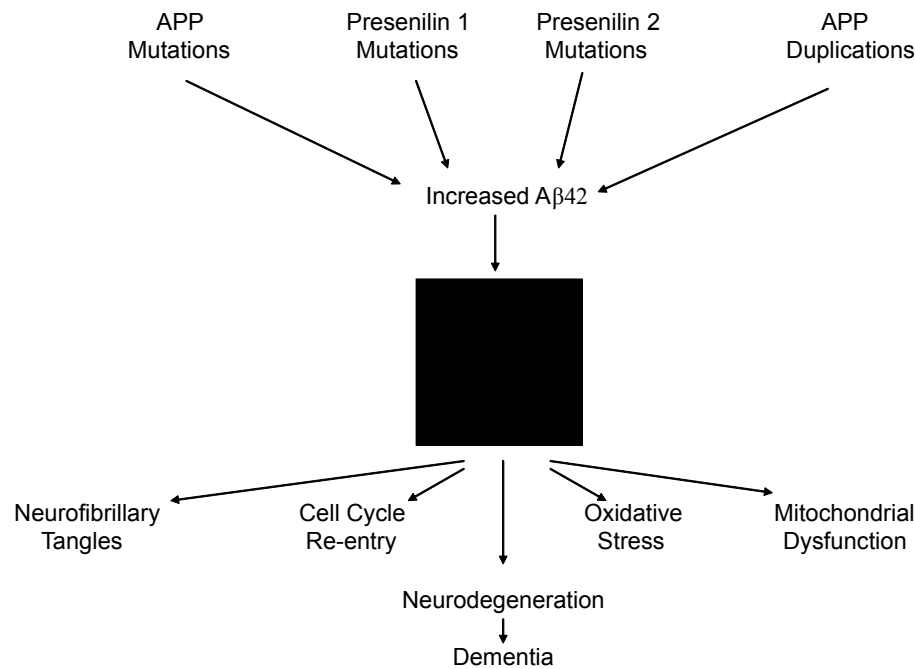 APP
Mutations
Presenilin 1
Mutations
Presenilin 2
Mutations
APP
Duplications
Increased Aβ42
Neurofibrillary
Tangles
Cell Cycle
Re-entry
Oxidative
Stress
Mitochondrial
Dysfunction
Neurodegeneration
Dementia